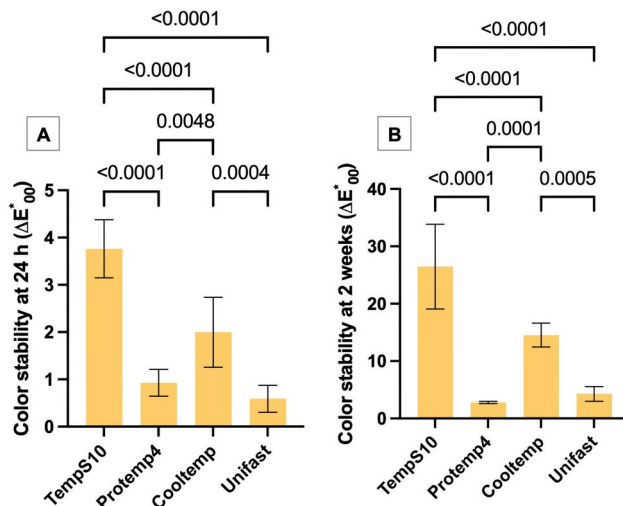 A
<0.0001
<0.0001
0.0048
<0.0001
0.0004
Color stability at 24 h (ΔE*00)
5
4
3
2
1
0
TempS10
Protemp4
Cooltemp
Unifast
B
<0.0001
<0.0001
0.0001
<0.0001
0.0005
Color stability at 2 weeks (ΔE*00)
40
30
20
10
0
TempS10
Protemp4
Cooltemp
Unifast